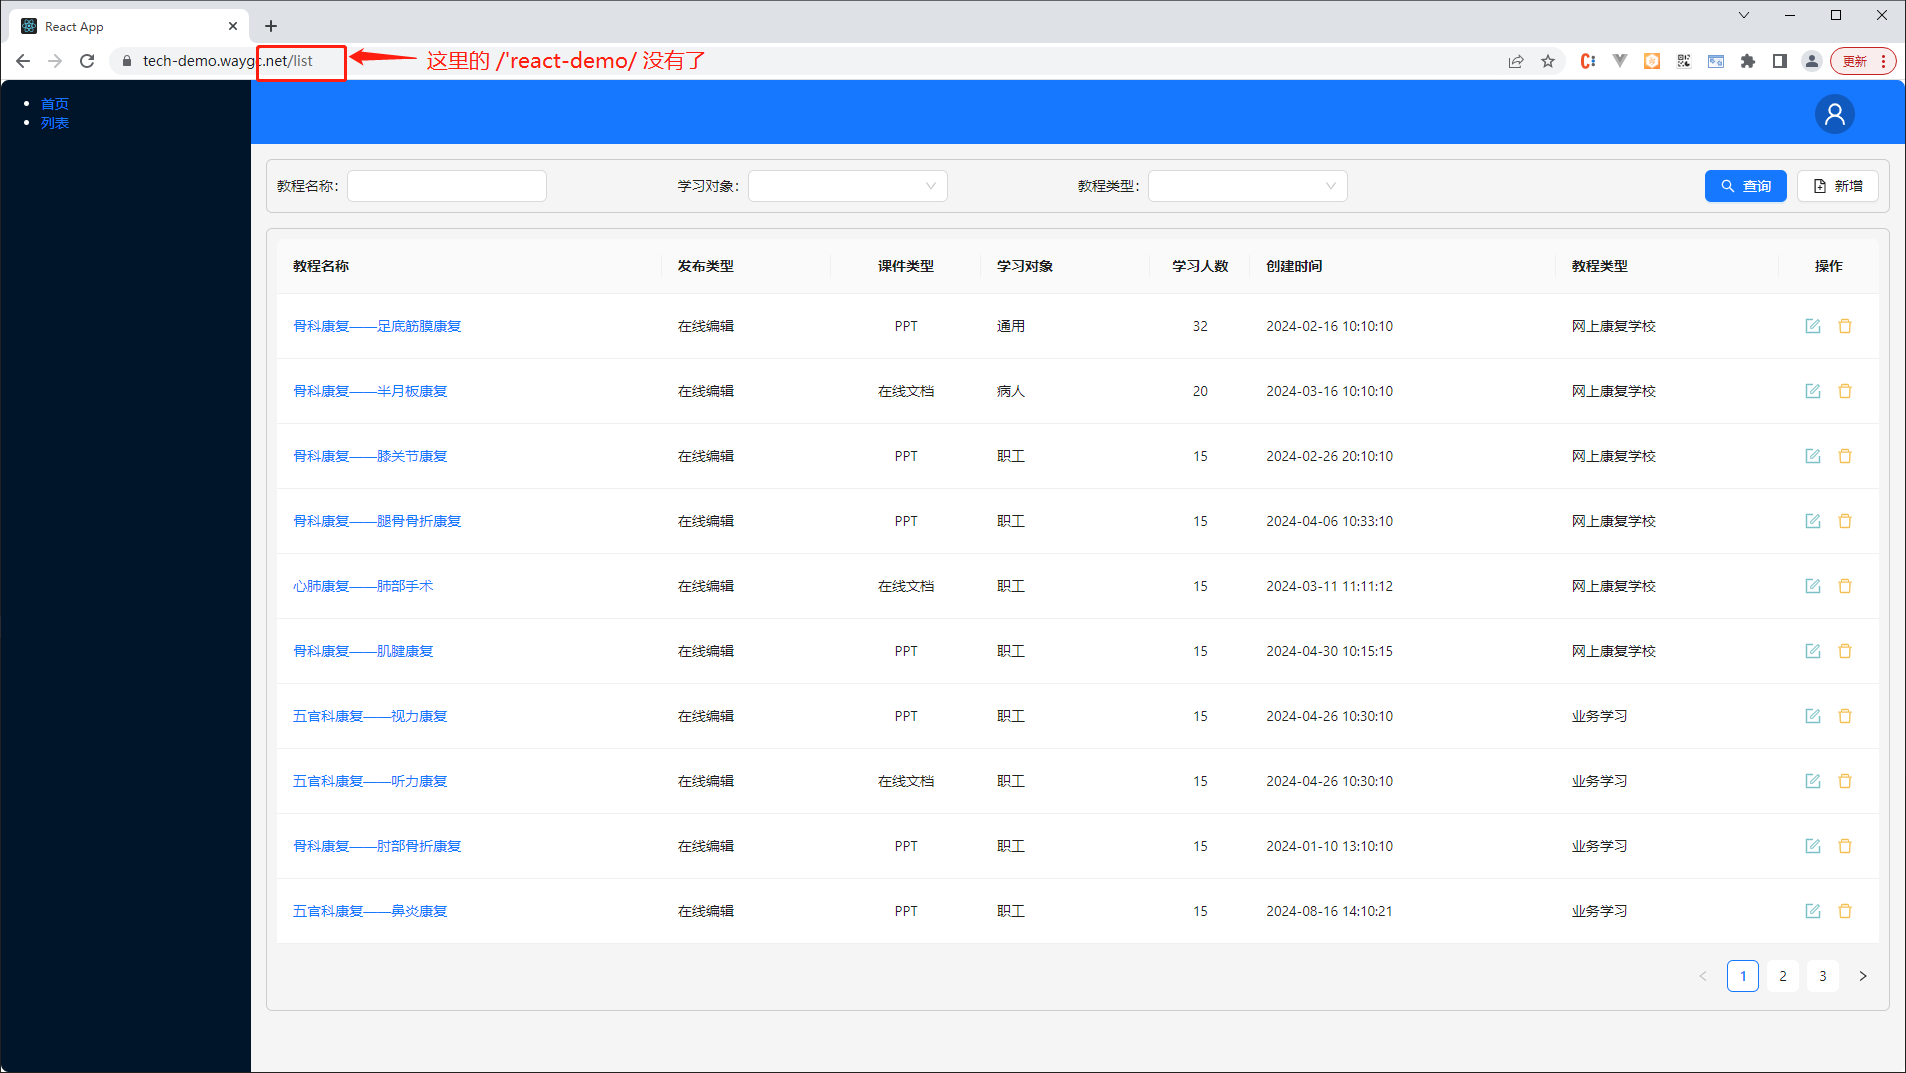 React App
tech-demo.waygc.net/list
这里的 /'react-demo/ 没有了
更新
首页
列表
教程名称: 学习对象: 教程类型: 查询 新增
教程名称 发布类型 课件类型 学习对象 学习人数 创建时间 教程类型 操作
骨科康复——足底筋膜康复 在线编辑 PPT 通用 32 2024-02-16 10:10:10 网上康复学校
骨科康复——半月板康复 在线编辑 在线文档 病人 20 2024-03-16 10:10:10 网上康复学校
骨科康复——膝关节康复 在线编辑 PPT 职工 15 2024-02-26 20:10:10 网上康复学校
骨科康复——腿骨骨折康复 在线编辑 PPT 职工 15 2024-04-06 10:33:10 网上康复学校
心肺康复——肺部手术 在线编辑 在线文档 职工 15 2024-03-11 11:11:12 网上康复学校
骨科康复——肌腱康复 在线编辑 PPT 职工 15 2024-04-30 10:15:15 网上康复学校
五官科康复——视力康复 在线编辑 PPT 职工 15 2024-04-26 10:30:10 业务学习
五官科康复——听力康复 在线编辑 在线文档 职工 15 2024-04-26 10:30:10 业务学习
骨科康复——肘部骨折康复 在线编辑 PPT 职工 15 2024-01-10 13:10:10 业务学习
五官科康复——鼻炎康复 在线编辑 PPT 职工 15 2024-08-16 14:10:21 业务学习
1 2 3